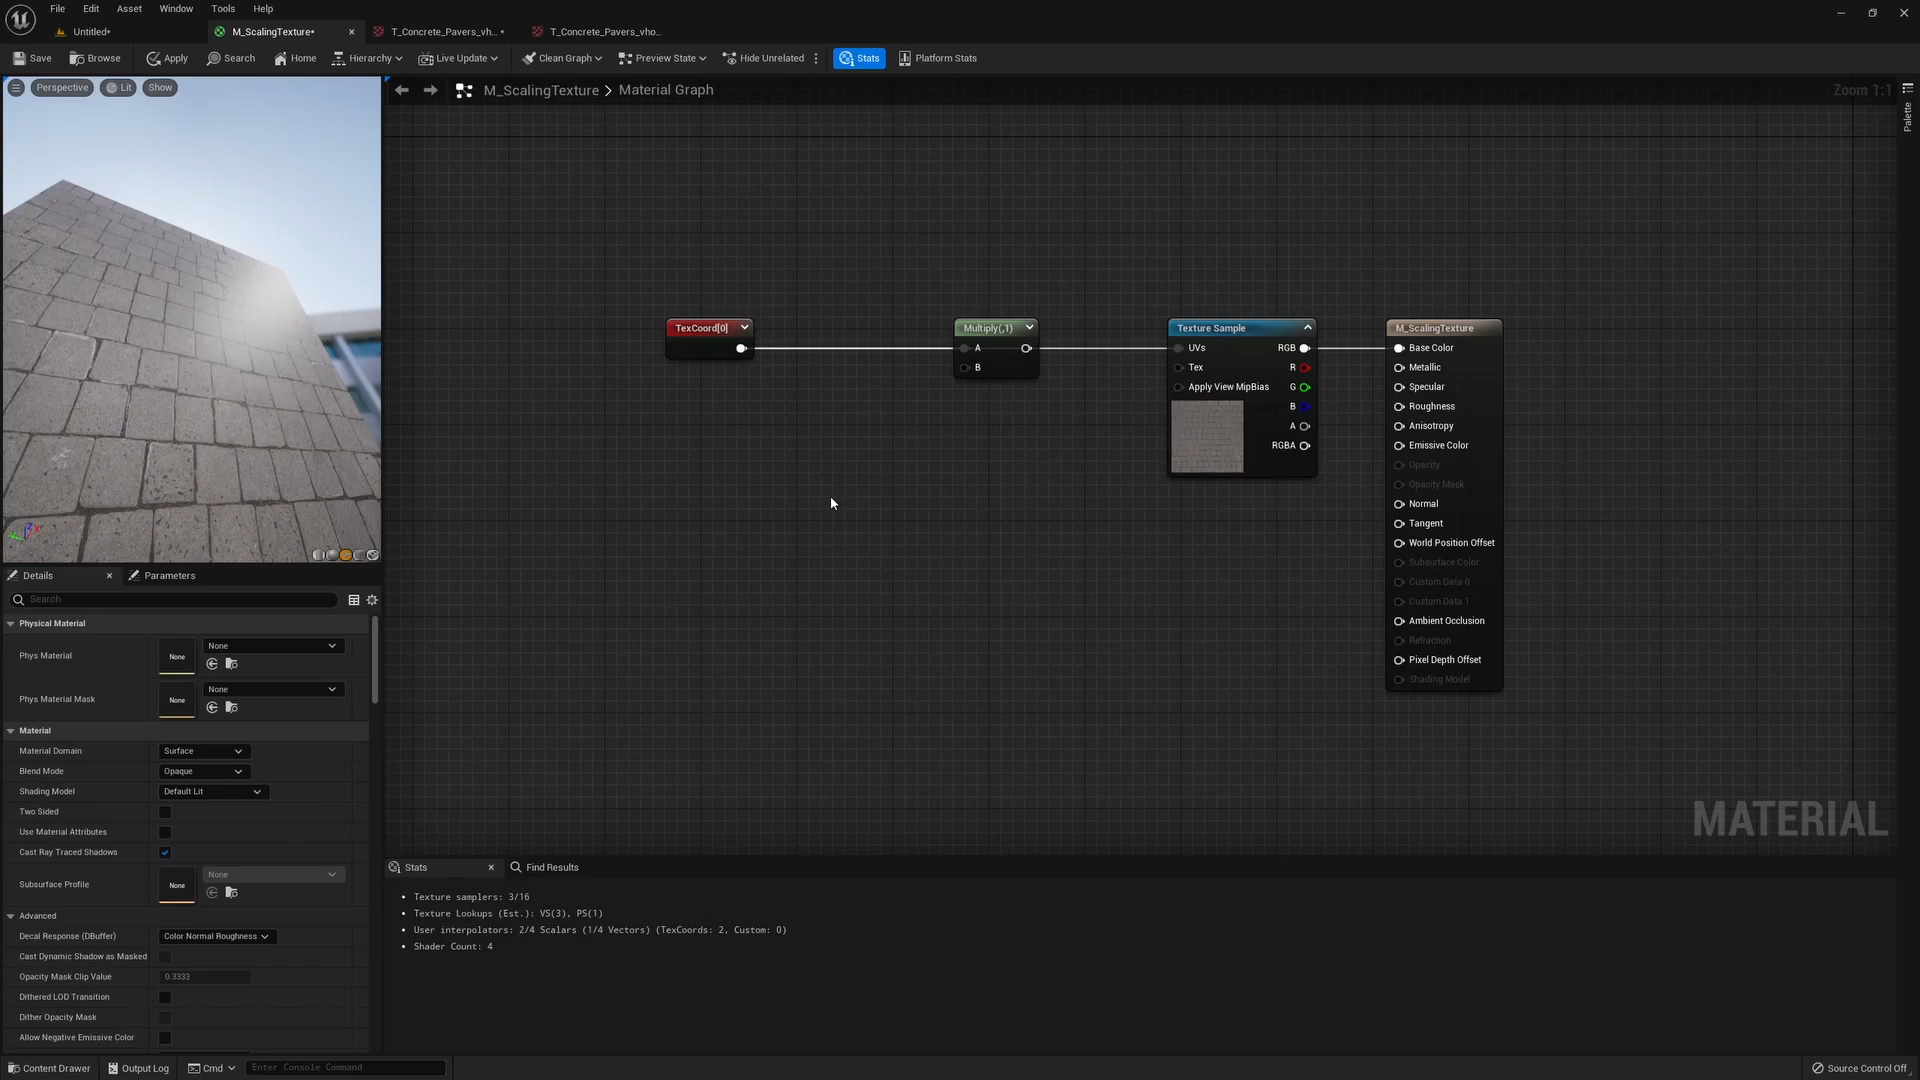 File Edit Asset Window Tools Help
Untitled* M_ScalingTexture* T_Concrete_Pavers_vh... • T_Concrete_Pavers_vho...
Save Browse Apply Search Home Hierarchy Live Update Clean Graph Preview State Hide Unrelated Stats Platform Stats
Perspective Lit Show
M_ScalingTexture > Material Graph
Zoom 1:1
Palette
TexCoord[0]
Multiply(,1)
A
B
Texture Sample
UVs RGB
Tex R
Apply View MipBias G
B
A
RGBA
M_ScalingTexture
Base Color
Metallic
Specular
Roughness
Anisotropy
Emissive Color
Opacity
Opacity Mask
Normal
Tangent
World Position Offset
Subsurface Color
Custom Data 0
Custom Data 1
Ambient Occlusion
Refraction
Pixel Depth Offset
Shading Model
MATERIAL
Details Parameters
Search
Physical Material
Phys Material None None
Phys Material Mask None None
Material
Material Domain Surface
Blend Mode Opaque
Shading Model Default Lit
Two Sided
Use Material Attributes
Cast Ray Traced Shadows
Subsurface Profile None None
Advanced
Decal Response (DBuffer) Color Normal Roughness
Cast Dynamic Shadow as Masked
Opacity Mask Clip Value 0.3333
Dithered LOD Transition
Dither Opacity Mask
Allow Negative Emissive Color
Stats Find Results
• Texture samplers: 3/16
• Texture Lookups (Est.): VS(3), PS(1)
• User interpolators: 2/4 Scalars (1/4 Vectors) (TexCoords: 2, Custom: 0)
• Shader Count: 4
Content Drawer Output Log Cmd Enter Console Command Source Control Off